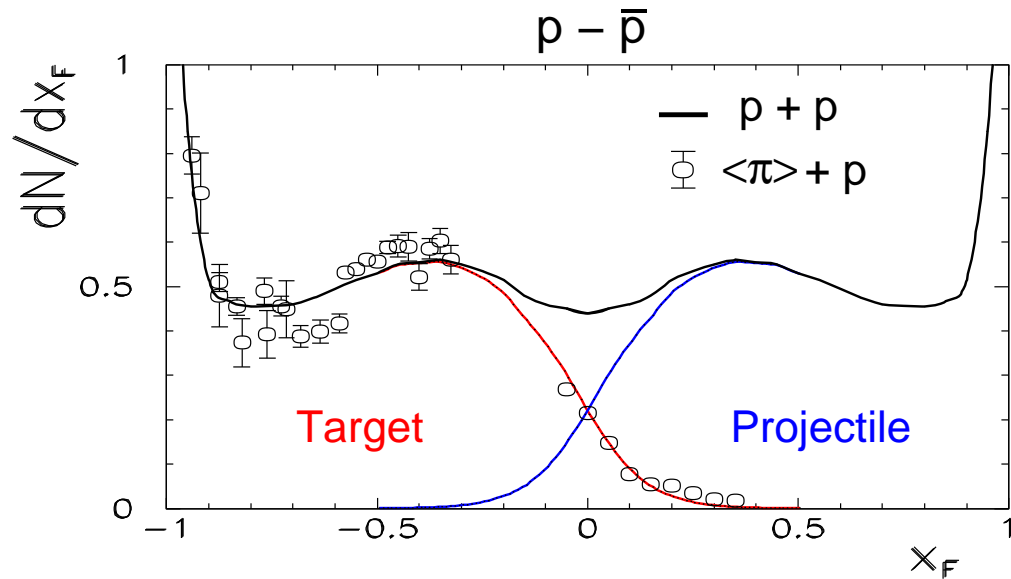 p − p̅
dN/dx_F
1
0.5
0
p + p
<π> + p
Target
Projectile
−1
−0.5
0
0.5
1
x_F